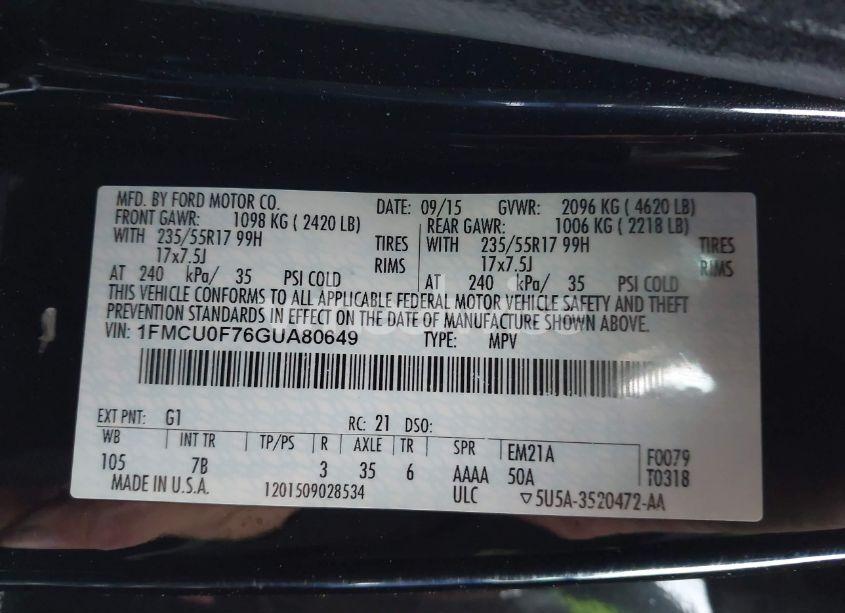 MFD. BY FORD MOTOR CO. DATE: 09/15 GVWR: 2096 KG ( 4620 LB)
FRONT GAWR: 1098 KG ( 2420 LB) REAR GAWR: 1006 KG ( 2218 LB)
WITH 235/55R17 99H TIRES WITH 235/55R17 99H TIRES
17x7.5J RIMS 17x7.5J RIMS
AT 240 kPa/ 35 PSI COLD AT 240 kPa/ 35 PSI COLD
THIS VEHICLE CONFORMS TO ALL APPLICABLE FEDERAL MOTOR VEHICLE SAFETY AND THEFT
PREVENTION STANDARDS IN EFFECT ON THE DATE OF MANUFACTURE SHOWN ABOVE.
VIN: 1FMCU0F76GUA80649 TYPE: MPV
EXT PNT: G1 RC: 21 DSO:
WB INT TR TP/PS R AXLE TR SPR EM21A F0079
105 7B 3 35 6 AAAA 50A T0318
MADE IN U.S.A. 1201509028534 ULC ▽5U5A-3520472-AA